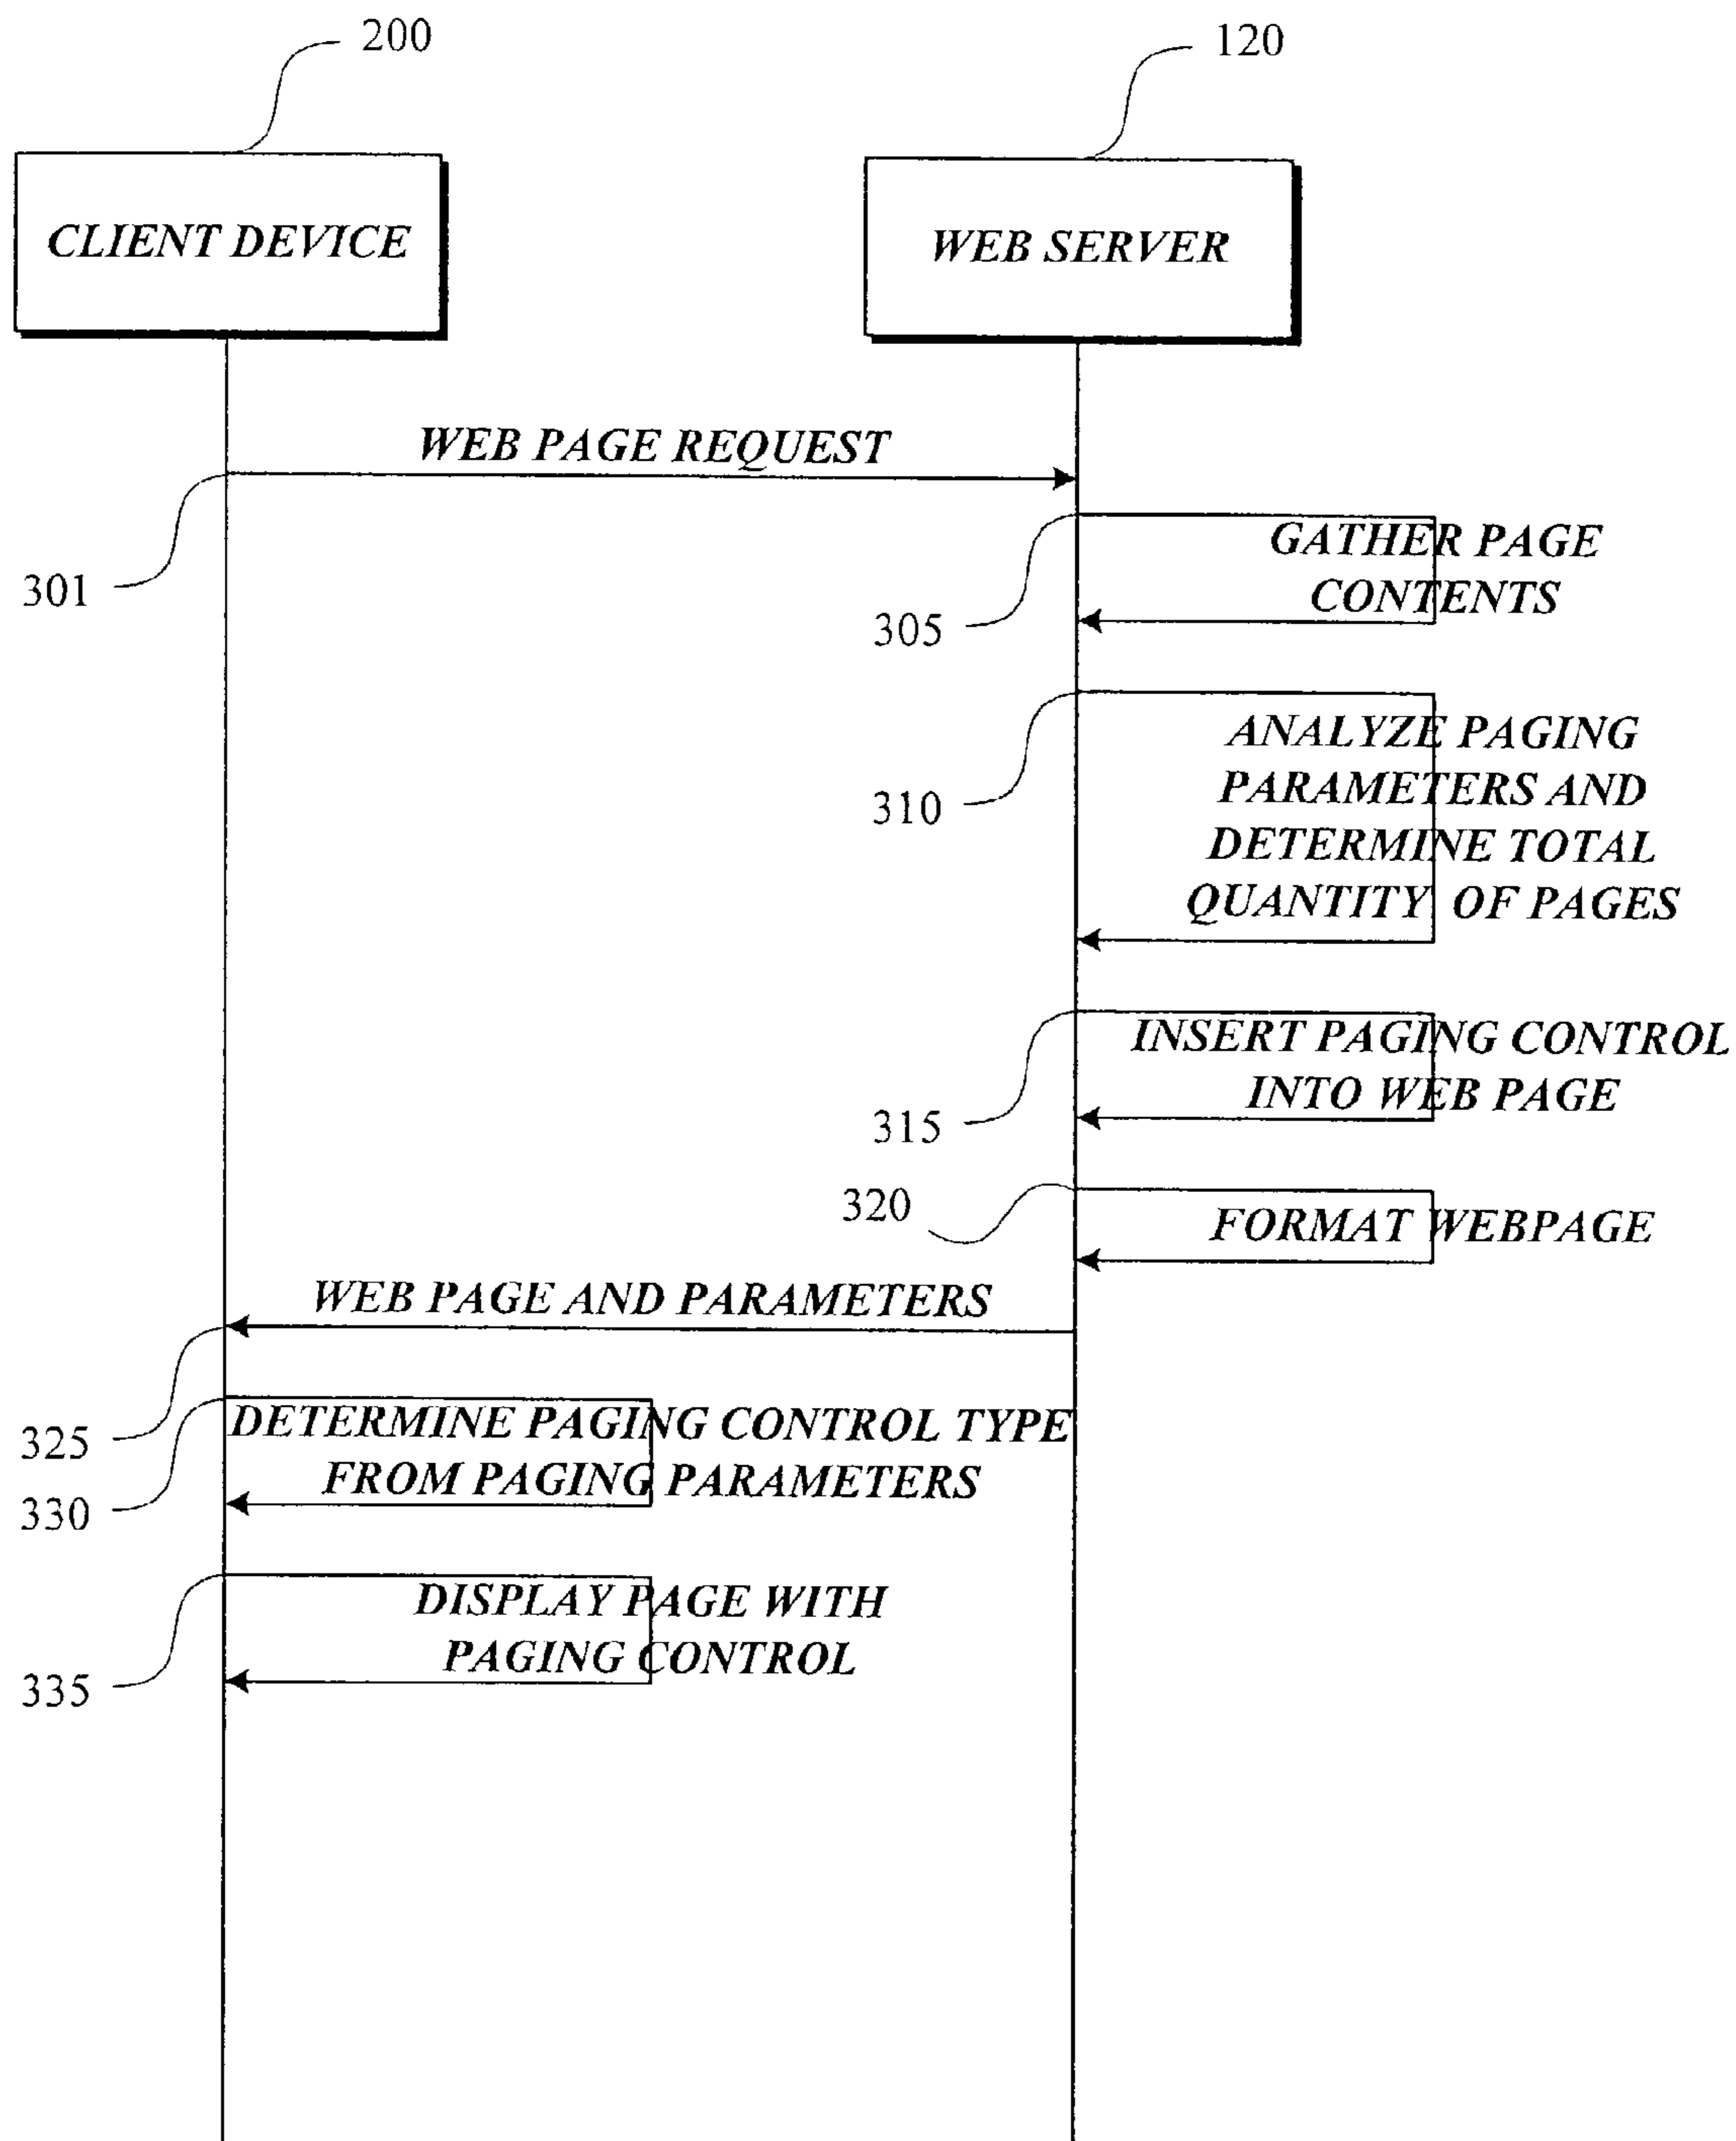 200
120
CLIENT DEVICE
WEB SERVER
WEB PAGE REQUEST
301
GATHER PAGE
CONTENTS
305
ANALYZE PAGING
PARAMETERS AND
DETERMINE TOTAL
QUANTITY OF PAGES
310
INSERT PAGING CONTROL
INTO WEB PAGE
315
320
FORMAT WEBPAGE
WEB PAGE AND PARAMETERS
325
DETERMINE PAGING CONTROL TYPE
FROM PAGING PARAMETERS
330
DISPLAY PAGE WITH
PAGING CONTROL
335